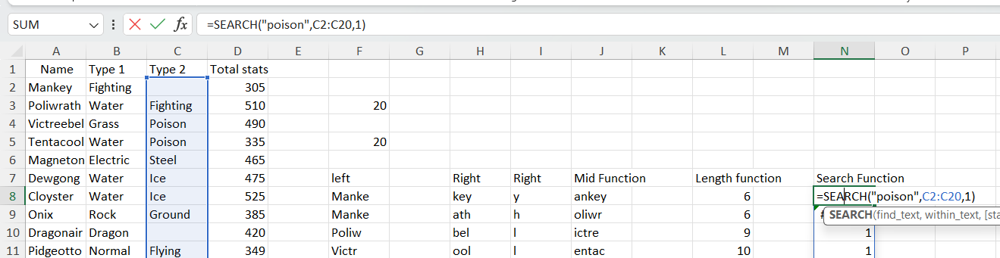 SUM =SEARCH("poison",C2:C20,1)
A B C D E F G H I J K L M N O P
1 Name Type 1 Type 2 Total stats
2 Mankey Fighting 305
3 Poliwrath Water Fighting 510 20
4 Victreebel Grass Poison 490
5 Tentacool Water Poison 335 20
6 Magneton Electric Steel 465
7 Dewgong Water Ice 475 left Right Right Mid Function Length function Search Function
8 Cloyster Water Ice 525 Manke key y ankey 6 =SEARCH("poison",C2:C20,1)
9 Onix Rock Ground 385 Manke ath h oliwr 6 # SEARCH(find_text, within_text, [sta
10 Dragonair Dragon 420 Poliw bel l ictre 9 1
11 Pidgeotto Normal Flying 349 Victr ool l entac 10 1